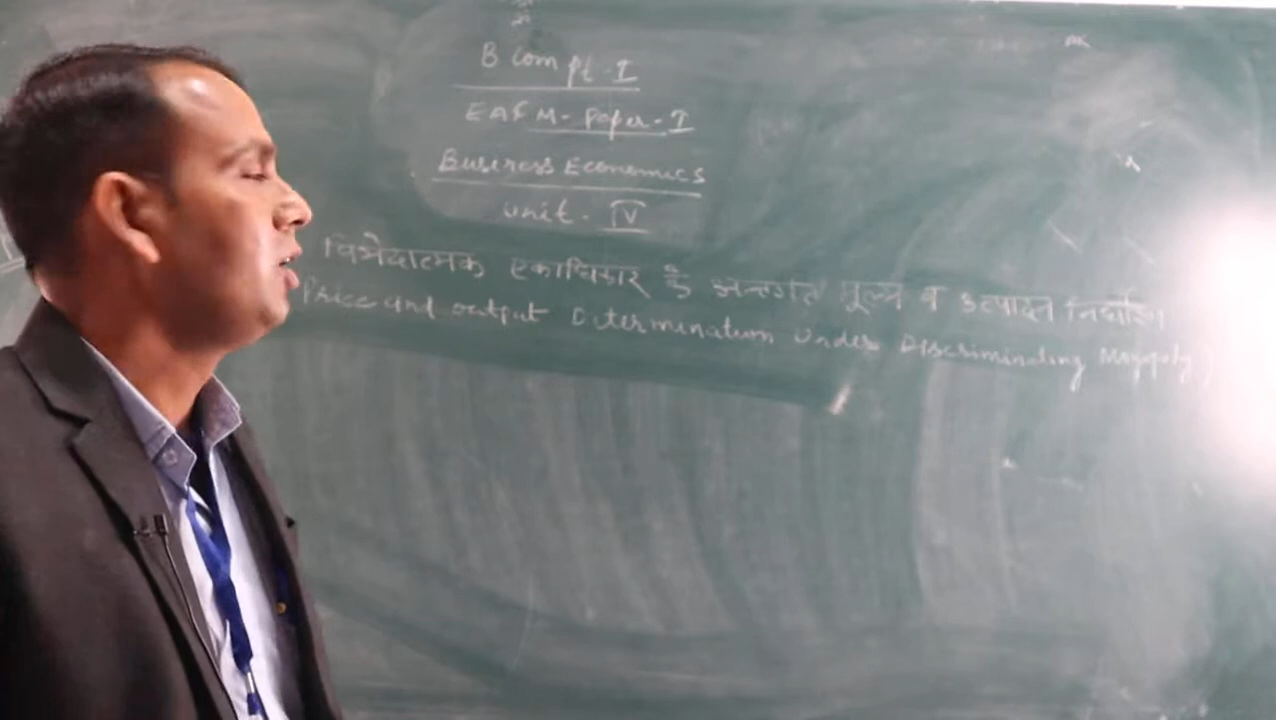 B Com pt. I
EAFM- Paper- I
Business Economics
Unit. IV
विभेदात्मक एकाधिकार के अन्तर्गत मूल्य व उत्पादन निर्धारण
Price and output Determination Under Discriminating Monopoly